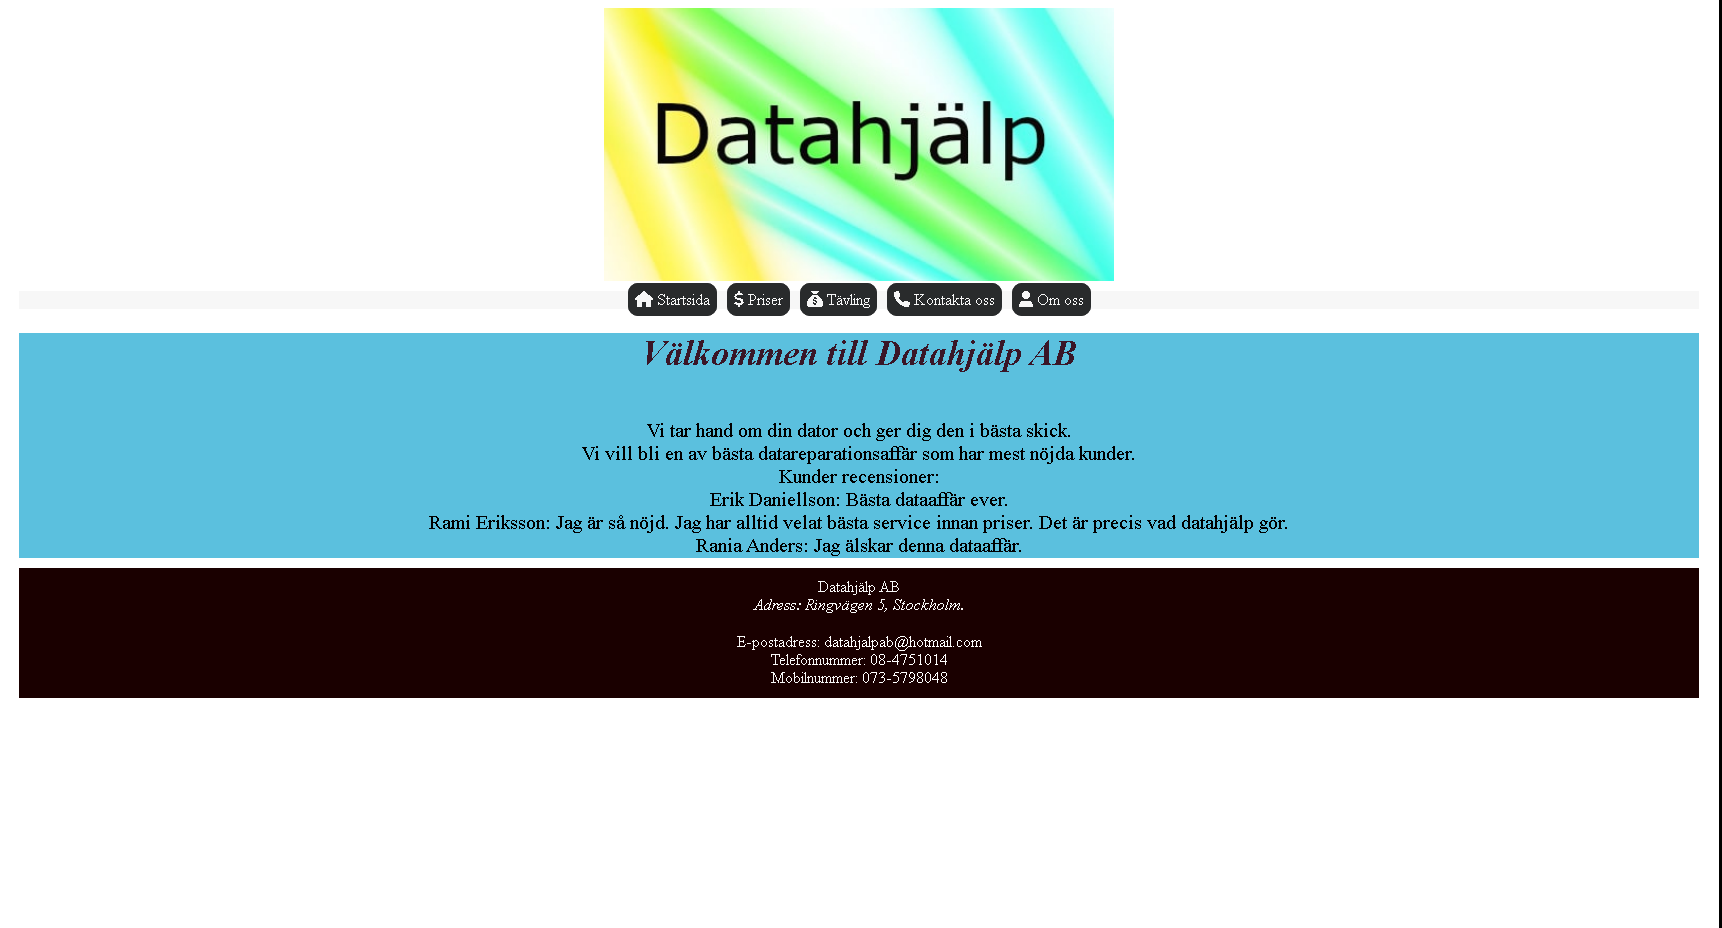 Datahjälp
Startsida Priser Tävling Kontakta oss Om oss
Välkommen till Datahjälp AB
Vi tar hand om din dator och ger dig den i bästa skick.
Vi vill bli en av bästa datareparationsaffär som har mest nöjda kunder.
Kunder recensioner:
Erik Daniellson: Bästa dataaffär ever.
Rami Eriksson: Jag är så nöjd. Jag har alltid velat bästa service innan priser. Det är precis vad datahjälp gör.
Rania Anders: Jag älskar denna dataaffär.
Datahjälp AB
Adress: Ringvägen 5, Stockholm.
E-postadress: datahjalpab@hotmail.com
Telefonnummer: 08-4751014
Mobilnummer: 073-5798048